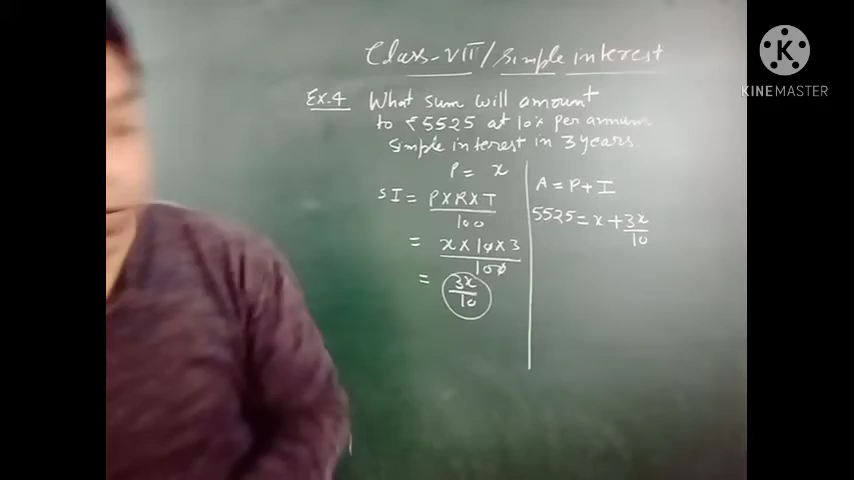 Class-VII/Simple interest
Ex.4 What sum will amount
to ₹5525 at 10% per annum
simple interest in 3 years.
P = x
SI = P×R×T
100
= x×10×3
100
= 3x
10
A = P+I
5525 = x + 3x
10
K
KINEMASTER